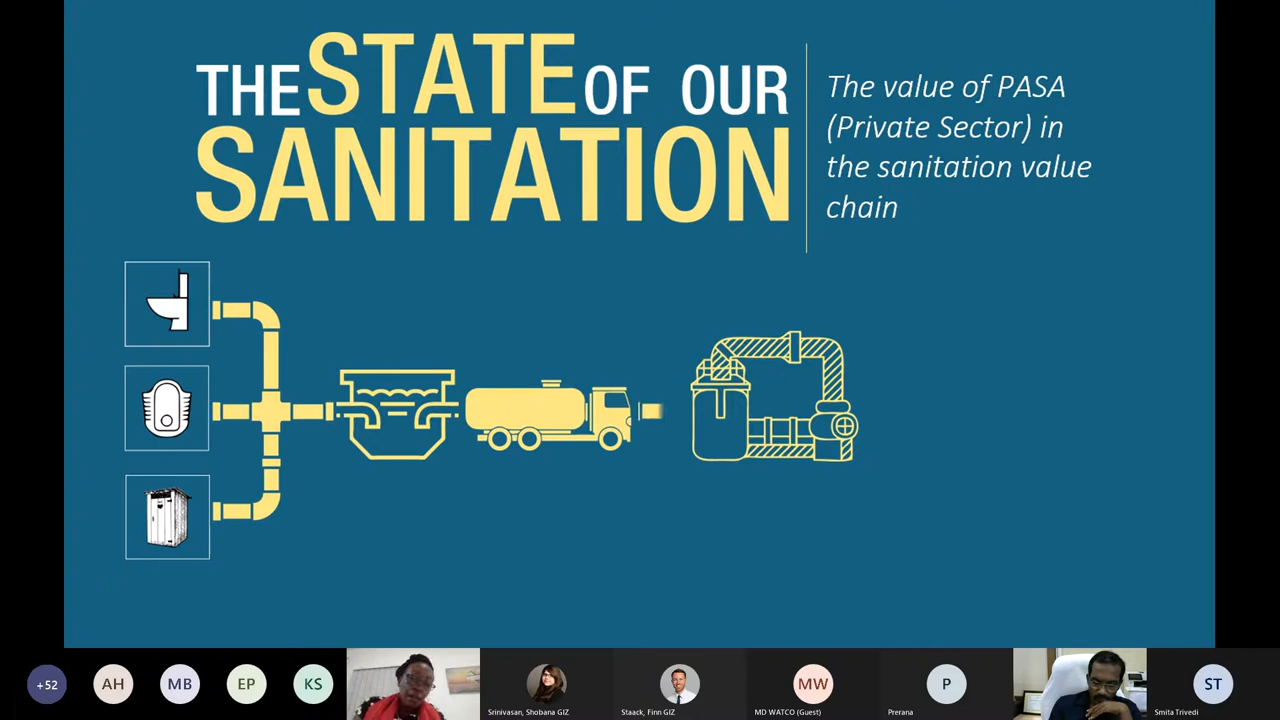 THE STATE OF OUR
SANITATION
The value of PASA
(Private Sector) in
the sanitation value
chain
+52
AH
MB
EP
KS
Srinivasan, Shobana GIZ
Staack, Finn GIZ
MW
MD WATCO (Guest)
P
Prerana
ST
Smita Trivedi